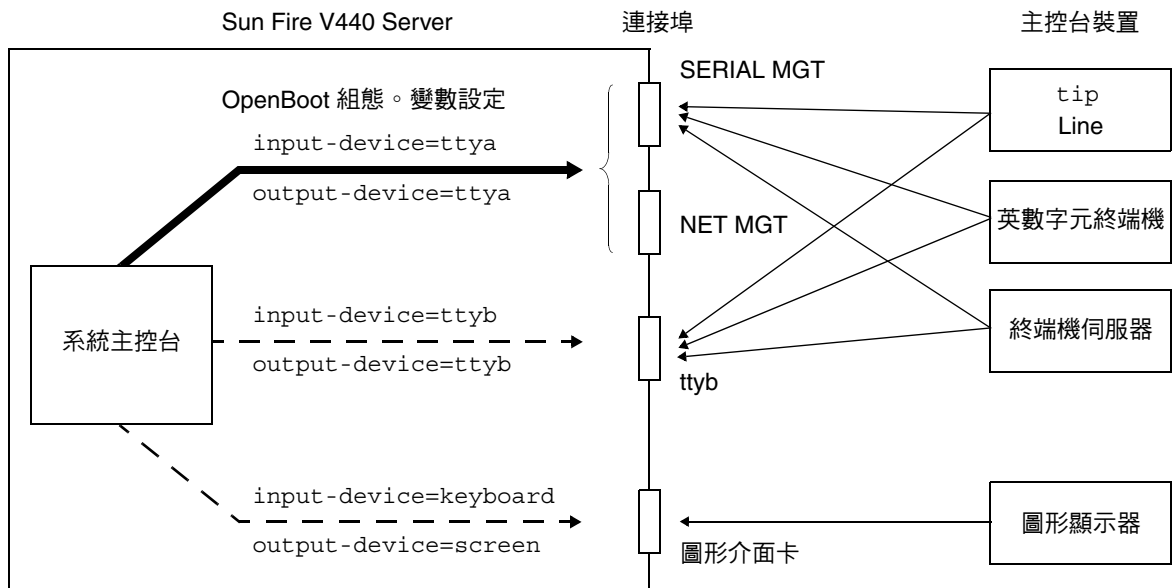 Sun Fire V440 Server
連接埠
主控台裝置
OpenBoot 組態。變數設定
input-device=ttya
output-device=ttya
SERIAL MGT
NET MGT
tip
Line
英數字元終端機
系統主控台
input-device=ttyb
output-device=ttyb
ttyb
終端機伺服器
input-device=keyboard
output-device=screen
圖形介面卡
圖形顯示器